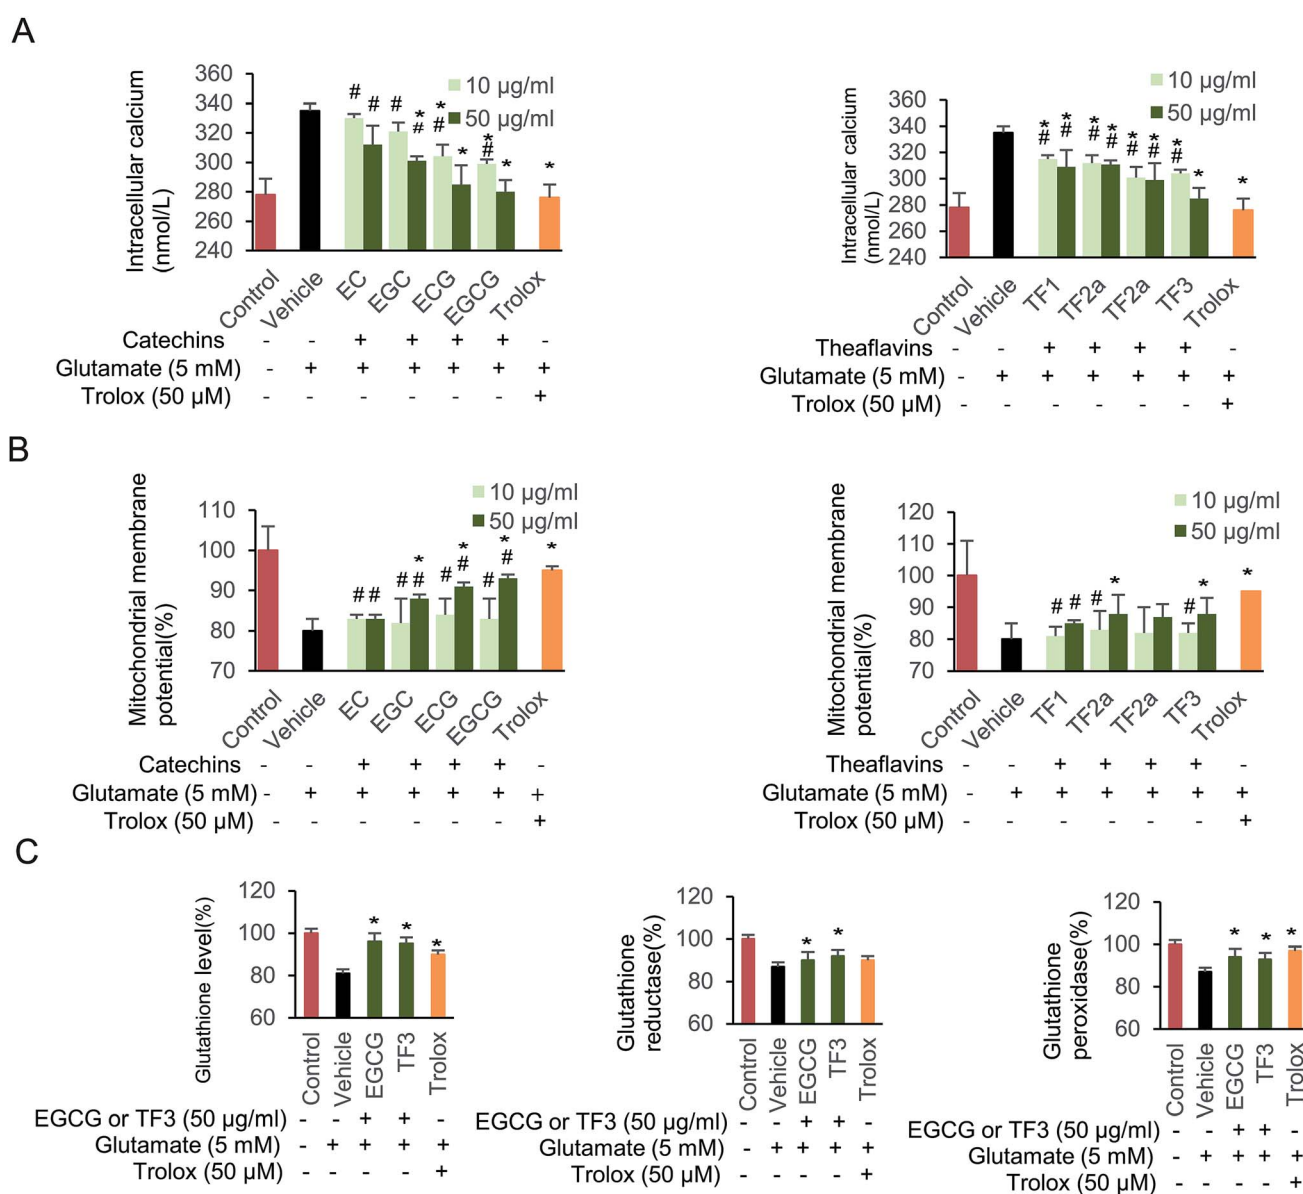 A
Intracellular calcium
(nmol/L)
360
340
320
300
280
260
240
10 µg/ml
50 µg/ml
# # # * # * # * * # * *
Control Vehicle EC EGC ECG EGCG Trolox
Catechins - - + + + + -
Glutamate (5 mM) - + + + + + +
Trolox (50 µM) - - - - - - +
Intracellular calcium
(nmol/L)
360
340
320
300
280
260
240
10 µg/ml
50 µg/ml
* # * # * # * # * # * # * # * *
Control Vehicle TF1 TF2a TF2a TF3 Trolox
Theaflavins - - + + + + -
Glutamate (5 mM) - + + + + + +
Trolox (50 µM) - - - - - - +
B
Mitochondrial membrane
potential(%)
110
100
90
80
70
10 µg/ml
50 µg/ml
# # # * # # * # # * # *
Control Vehicle EC EGC ECG EGCG Trolox
Catechins - - + + + + -
Glutamate (5 mM) - + + + + + +
Trolox (50 µM) - - - - - - +
Mitochondrial membrane
potential(%)
120
110
100
90
80
70
10 µg/ml
50 µg/ml
# # # * # * *
Control Vehicle TF1 TF2a TF2a TF3 Trolox
Theaflavins - - + + + + -
Glutamate (5 mM) - + + + + + +
Trolox (50 µM) - - - - - - +
C
Glutathione level(%)
120
100
80
60
* * *
Control Vehicle EGCG TF3 Trolox
EGCG or TF3 (50 µg/ml) - - + + -
Glutamate (5 mM) - + + + +
Trolox (50 µM) - - - - +
Glutathione
reductase(%)
120
100
80
60
* *
Control Vehicle EGCG TF3 Trolox
EGCG or TF3 (50 µg/ml) - - + + -
Glutamate (5 mM) - + + + +
Trolox (50 µM) - - - - +
Glutathione
peroxidase(%)
120
100
80
60
* * *
Control Vehicle EGCG TF3 Trolox
EGCG or TF3 (50 µg/ml) - - + + -
Glutamate (5 mM) - + + + +
Trolox (50 µM) - - - - +